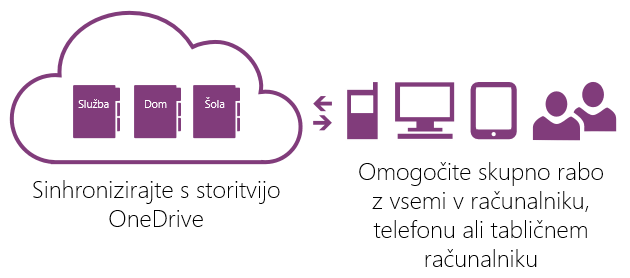 Služba
Dom
Šola
Sinhronizirajte s storitvijo
OneDrive
Omogočite skupno rabo
z vsemi v računalniku,
telefonu ali tabličnem
računalniku